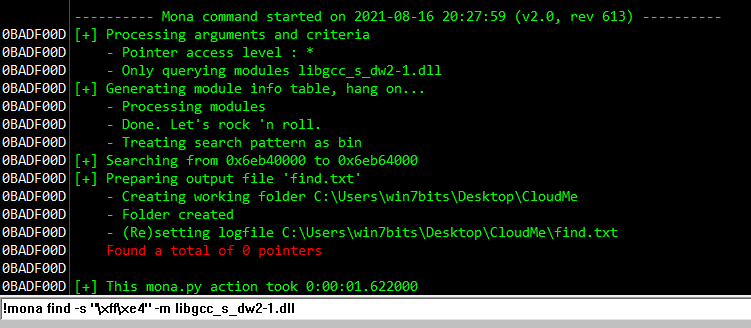 ---------- Mona command started on 2021-08-16 20:27:59 (v2.0, rev 613) ----------
0BADF00D [+] Processing arguments and criteria
0BADF00D - Pointer access level : *
0BADF00D - Only querying modules libgcc_s_dw2-1.dll
0BADF00D [+] Generating module info table, hang on...
0BADF00D - Processing modules
0BADF00D - Done. Let's rock 'n roll.
0BADF00D - Treating search pattern as bin
0BADF00D [+] Searching from 0x6eb40000 to 0x6eb64000
0BADF00D [+] Preparing output file 'find.txt'
0BADF00D - Creating working folder C:\Users\win7bits\Desktop\CloudMe
0BADF00D - Folder created
0BADF00D - (Re)setting logfile C:\Users\win7bits\Desktop\CloudMe\find.txt
0BADF00D Found a total of 0 pointers
0BADF00D
0BADF00D [+] This mona.py action took 0:00:01.622000
!mona find -s "\xff\xe4" -m libgcc_s_dw2-1.dll